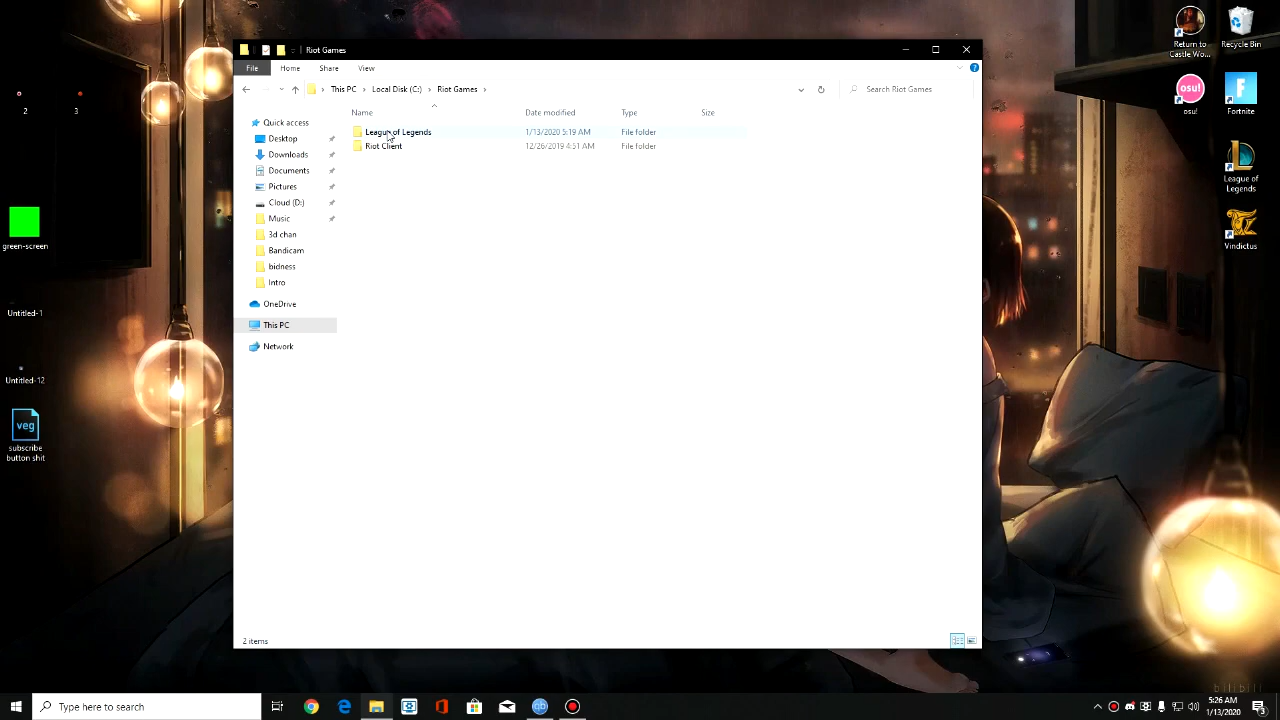 Riot Games
File Home Share View
This PC > Local Disk (C:) > Riot Games >
Search Riot Games
Name Date modified Type Size
League of Legends 1/13/2020 5:19 AM File folder
Riot Client 12/26/2019 4:51 AM File folder
Quick access
Desktop
Downloads
Documents
Pictures
Cloud (D:)
Music
3d chan
Bandicam
bidness
Intro
OneDrive
This PC
Network
2 items
2
3
green-screen
Untitled-1
Untitled-12
veg
subscribe
button shit
Return to
Castle Wo...
Recycle Bin
osu!
osu!
Fortnite
League of
Legends
Vindictus
bilibili
Type here to search
5:26 AM
1/13/2020